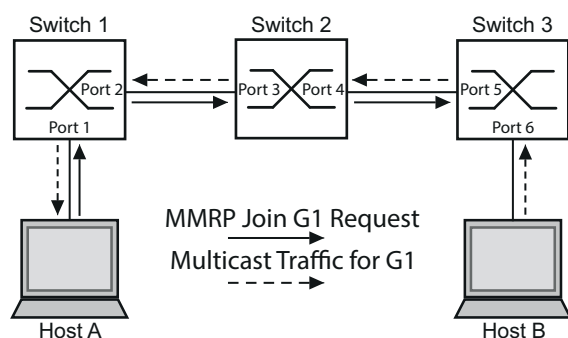 Switch 1
Switch 2
Switch 3
Port 2
Port 3
Port 4
Port 5
Port 1
Port 6
MMRP Join G1 Request
Multicast Traffic for G1
Host A
Host B